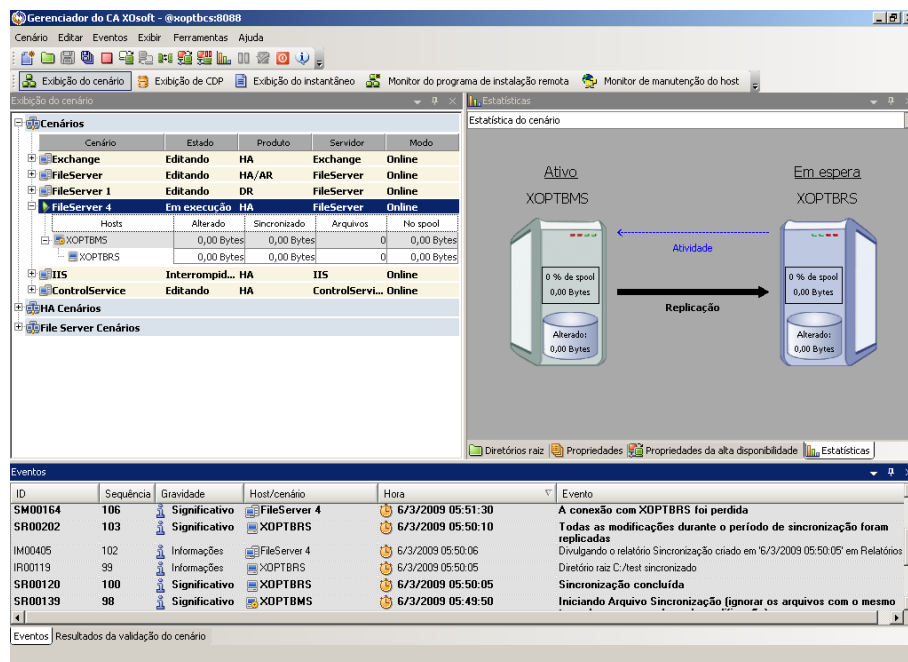 Gerenciador do CA XOsoft - @xoptbcs:8088
Cenário Editar Eventos Exibir Ferramentas Ajuda
Exibição do cenário Exibição de CDP Exibição do instantâneo Monitor do programa de instalação remota Monitor de manutenção do host
Exibição do cenário
Cenários
Cenário Estado Produto Servidor Modo
Exchange Editando HA Exchange Online
FileServer Editando HA/AR FileServer Online
FileServer 1 Editando DR FileServer Online
FileServer 4 Em execução HA FileServer Online
Hosts Alterado Sincronizado Arquivos No spool
XOPTBMS 0,00 Bytes 0,00 Bytes 0 0,00 Bytes
XOPTBRS 0,00 Bytes 0,00 Bytes 0 0,00 Bytes
IIS Interrompid... HA IIS Online
ControlService Editando HA ControlServi... Online
HA Cenários
File Server Cenários
Estatísticas
Estatística do cenário
Ativo Em espera
XOPTBMS XOPTBRS
Atividade
0 % de spool 0 % de spool
0,00 Bytes 0,00 Bytes
Replicação
Alterado: Alterado:
0,00 Bytes 0,00 Bytes
Diretórios raiz Propriedades Propriedades da alta disponibilidade Estatísticas
Eventos
ID Sequência Gravidade Host/cenário Hora Evento
SM00164 106 Significativo FileServer 4 6/3/2009 05:51:30 A conexão com XOPTBRS foi perdida
SR00202 103 Significativo XOPTBRS 6/3/2009 05:50:10 Todas as modificações durante o período de sincronização foram
replicadas
IM00405 102 Informações FileServer 4 6/3/2009 05:50:06 Divulgando o relatório Sincronização criado em '6/3/2009 05:50:05' em Relatórios
IR00119 99 Informações XOPTBRS 6/3/2009 05:50:05 Diretório raiz C:/test sincronizado
SR00120 100 Significativo XOPTBRS 6/3/2009 05:50:05 Sincronização concluída
SR00139 98 Significativo XOPTBMS 6/3/2009 05:49:50 Iniciando Arquivo Sincronização (ignorar os arquivos com o mesmo
Eventos Resultados da validação do cenário